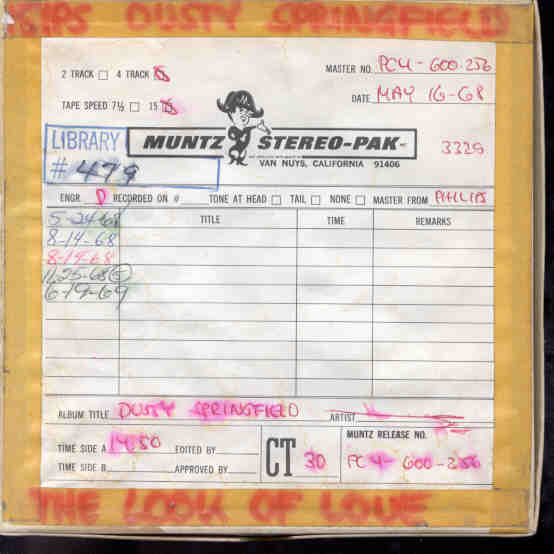 DUSTY SPRINGFIELD
2 TRACK 4 TRACK
MASTER NO. PC4-600-256
TAPE SPEED 7½ 15
DATE MAY 16-68
LIBRARY
# 479
MUNTZ STEREO-PAK INC
VAN NUYS, CALIFORNIA 91406
3329
ENGR. D RECORDED ON # TONE AT HEAD TAIL NONE MASTER FROM PHILIPS
TITLE TIME REMARKS
5-24-68
8-14-68
8-19-68
11-25-68
6-19-69
ALBUM TITLE DUSTY SPRINGFIELD ARTIST
TIME SIDE A 1450 EDITED BY
TIME SIDE B APPROVED BY
CT 30
MUNTZ RELEASE NO.
PC4-600-256
THE LOOK OF LOVE